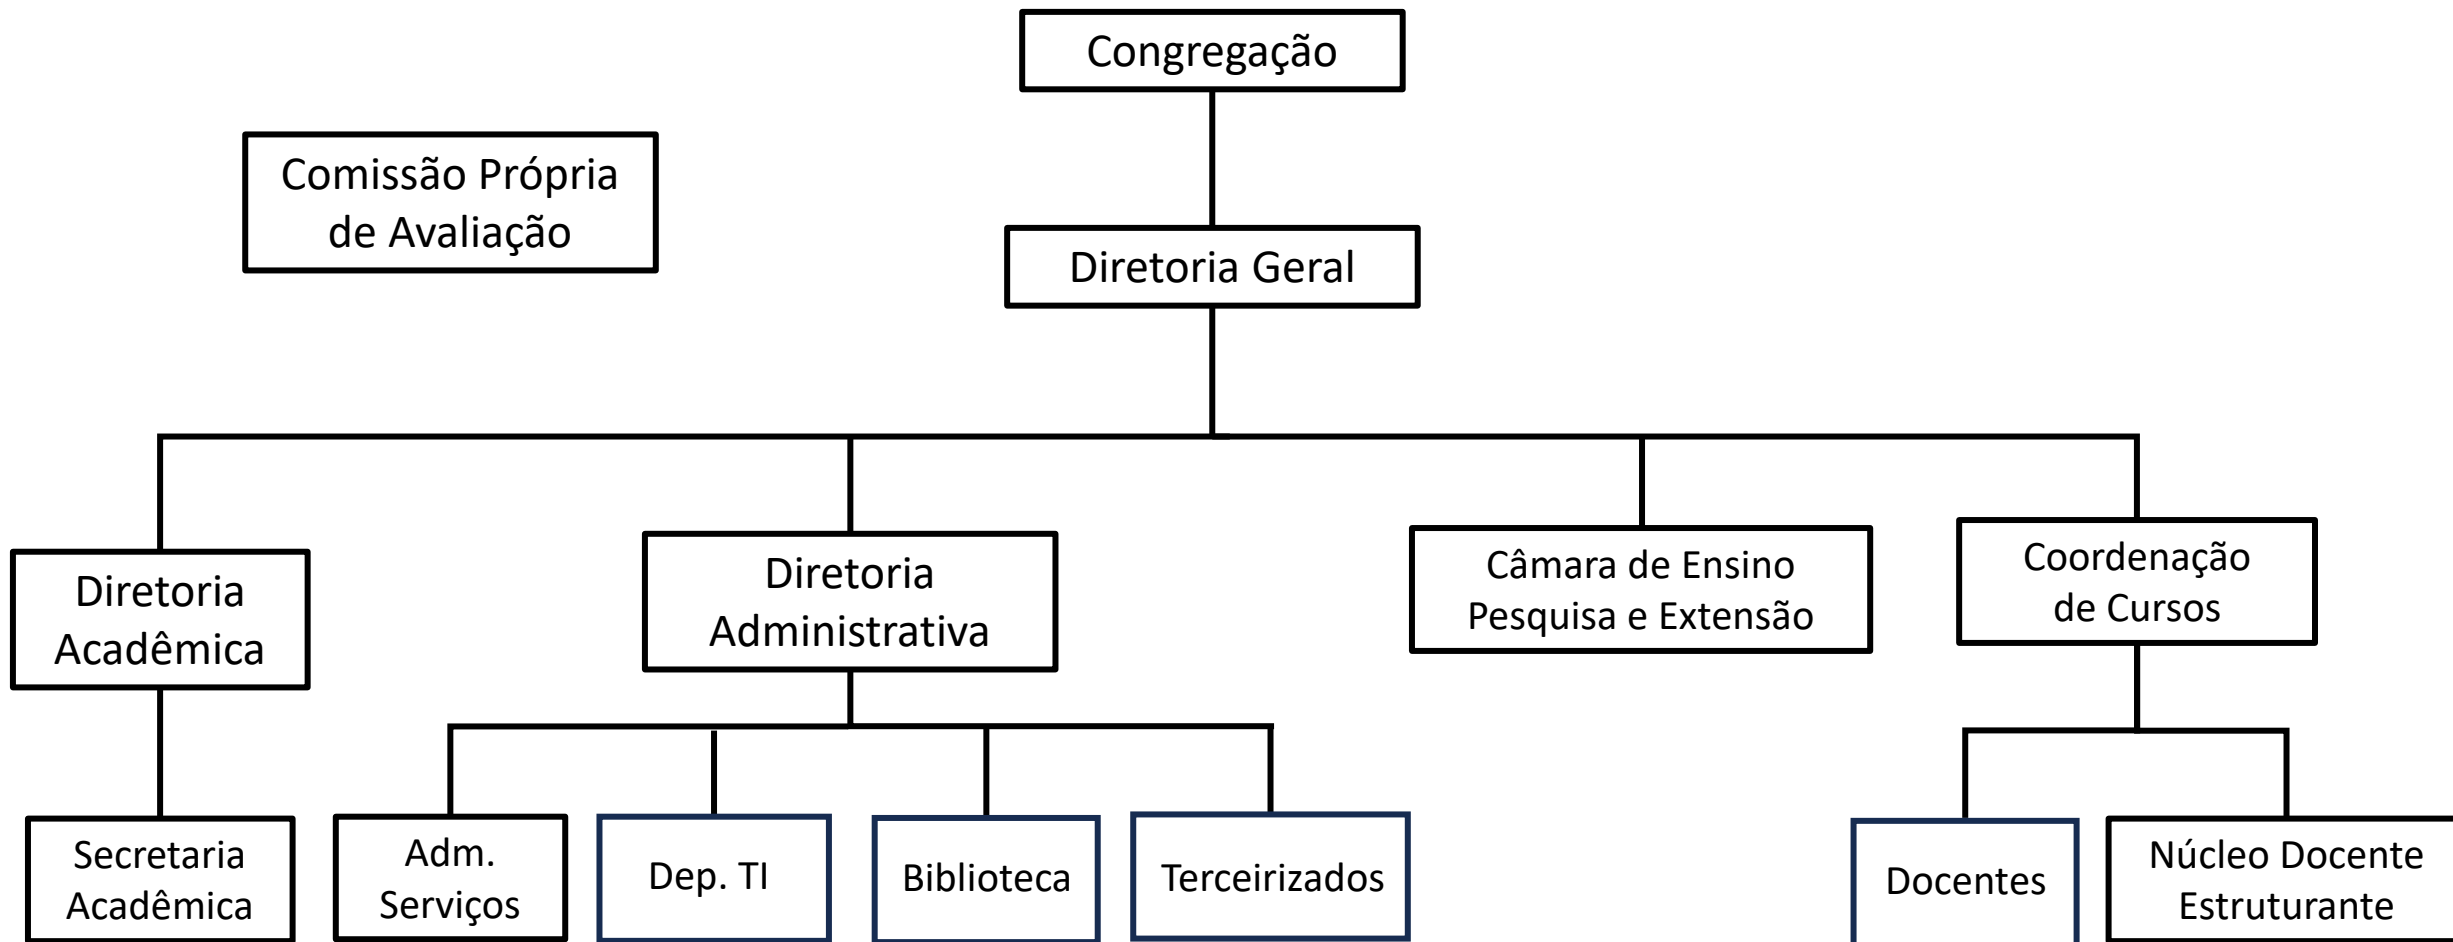 Congregação
Comissão Própria
de Avaliação
Diretoria Geral
Diretoria
Acadêmica
Diretoria
Administrativa
Câmara de Ensino
Pesquisa e Extensão
Coordenação
de Cursos
Secretaria
Acadêmica
Adm.
Serviços
Dep. TI
Biblioteca
Terceirizados
Docentes
Núcleo Docente
Estruturante